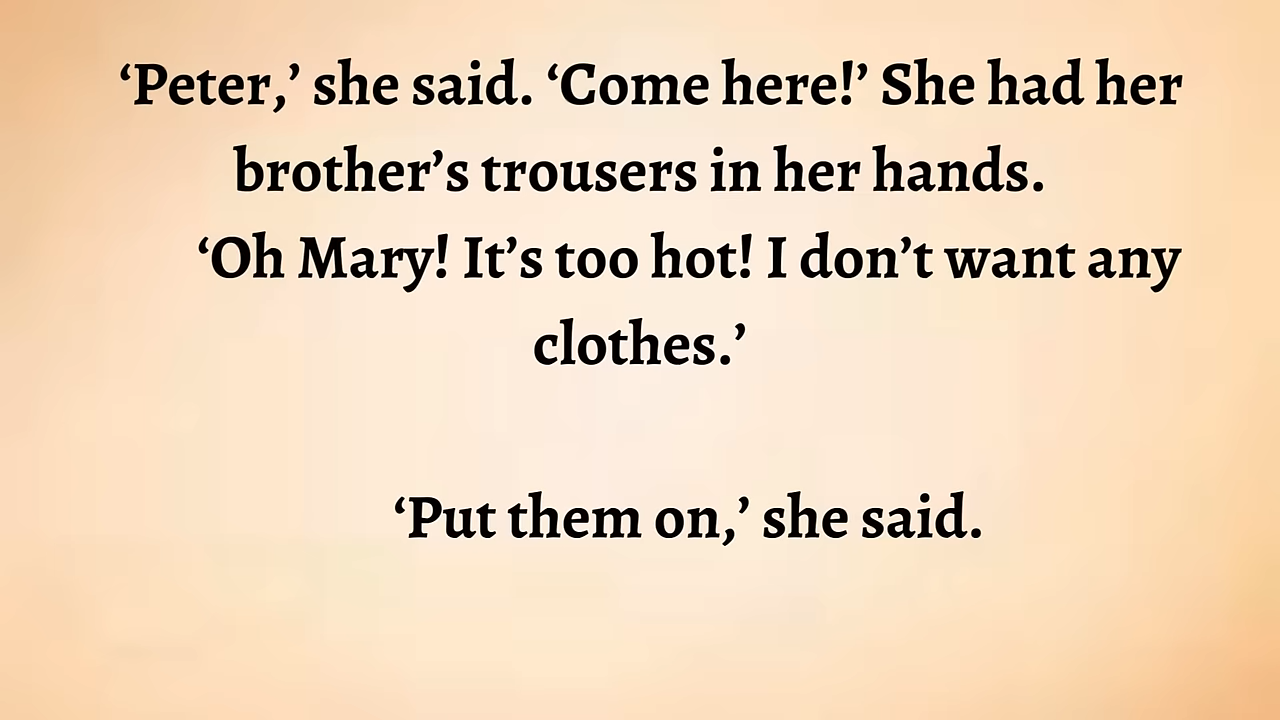 ‘Peter,’ she said. ‘Come here!’ She had her
brother’s trousers in her hands.
‘Oh Mary! It’s too hot! I don’t want any
clothes.’
‘Put them on,’ she said.